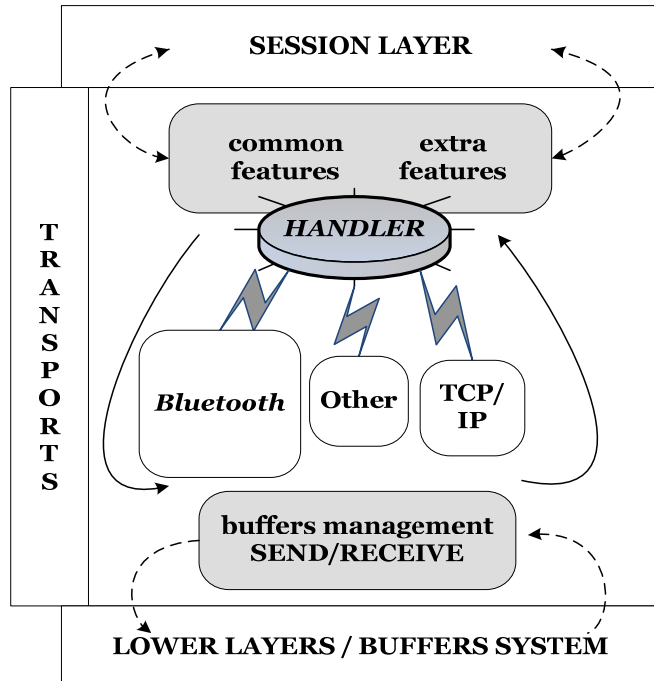 SESSION LAYER
common
features
extra
features
HANDLER
TRANSPORTS
Bluetooth
Other
TCP/
IP
buffers management
SEND/RECEIVE
LOWER LAYERS / BUFFERS SYSTEM